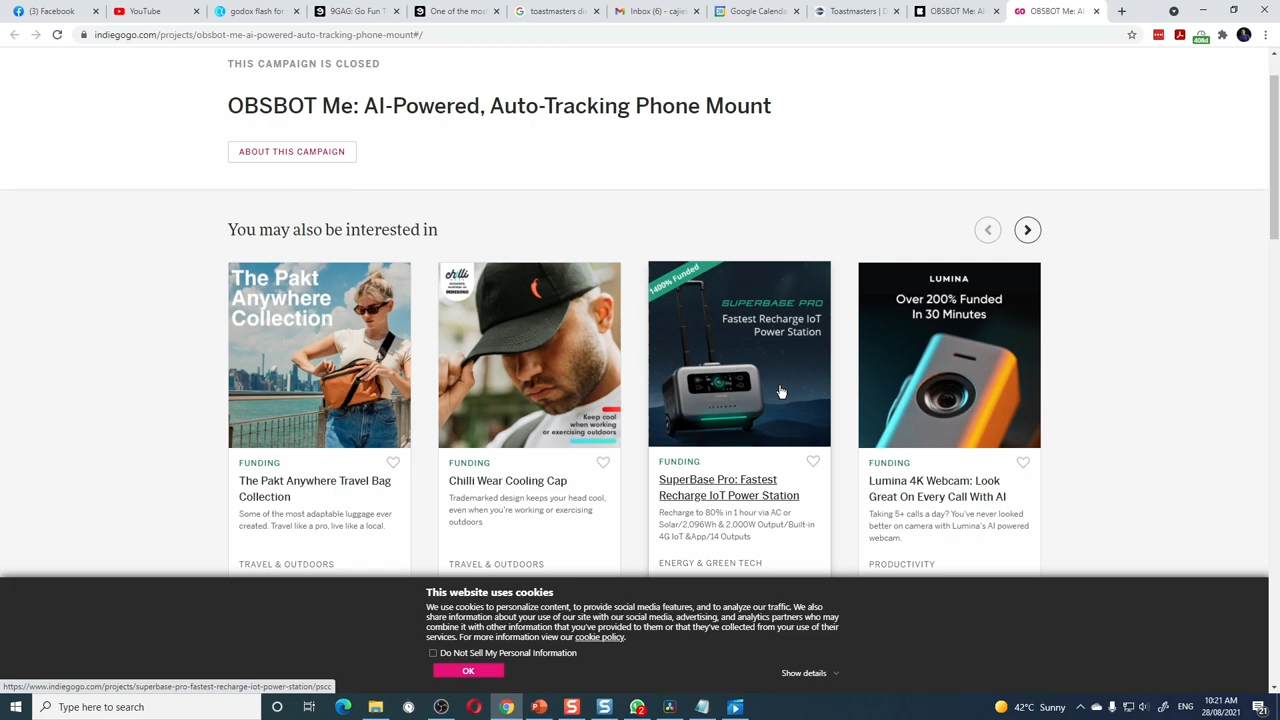 (3) Facebook
YouTube
godox flash for
9GAG: Go Fun T
One of the most
toastmasters dis
Inbox (6) - cajiel
Google Calenda
Toastmasters | D
OBSBOT Me: AI-
OBSBOT Me: AI-
indiegogo.com/projects/obsbot-me-ai-powered-auto-tracking-phone-mount#/
408d
THIS CAMPAIGN IS CLOSED
OBSBOT Me: AI-Powered, Auto-Tracking Phone Mount
ABOUT THIS CAMPAIGN
You may also be interested in
The Pakt
Anywhere
Collection
FUNDING
The Pakt Anywhere Travel Bag
Collection
Some of the most adaptable luggage ever
created. Travel like a pro, live like a local.
TRAVEL & OUTDOORS
chilli
INDIEGOGO
Keep cool
when working
or exercising outdoors
FUNDING
Chilli Wear Cooling Cap
Trademarked design keeps your head cool,
even when you're working or exercising
outdoors
TRAVEL & OUTDOORS
1400% Funded
SUPERBASE PRO
Fastest Recharge IoT
Power Station
FUNDING
SuperBase Pro: Fastest
Recharge IoT Power Station
Recharge to 80% in 1 hour via AC or
Solar/2,096Wh & 2,000W Output/Built-in
4G IoT &App/14 Outputs
ENERGY & GREEN TECH
LUMINA
Over 200% Funded
In 30 Minutes
FUNDING
Lumina 4K Webcam: Look
Great On Every Call With AI
Taking 5+ calls a day? You've never looked
better on camera with Lumina's AI powered
webcam.
PRODUCTIVITY
This website uses cookies
We use cookies to personalize content, to provide social media features, and to analyze our traffic. We also
share information about your use of our site with our social media, advertising, and analytics partners who may
combine it with other information that you've provided to them or that they've collected from your use of their
services. For more information view our cookie policy.
Do Not Sell My Personal Information
OK
Show details
https://www.indiegogo.com/projects/superbase-pro-fastest-recharge-iot-power-station/pscc
Type here to search
2
42°C Sunny
10:21 AM
28/08/2021